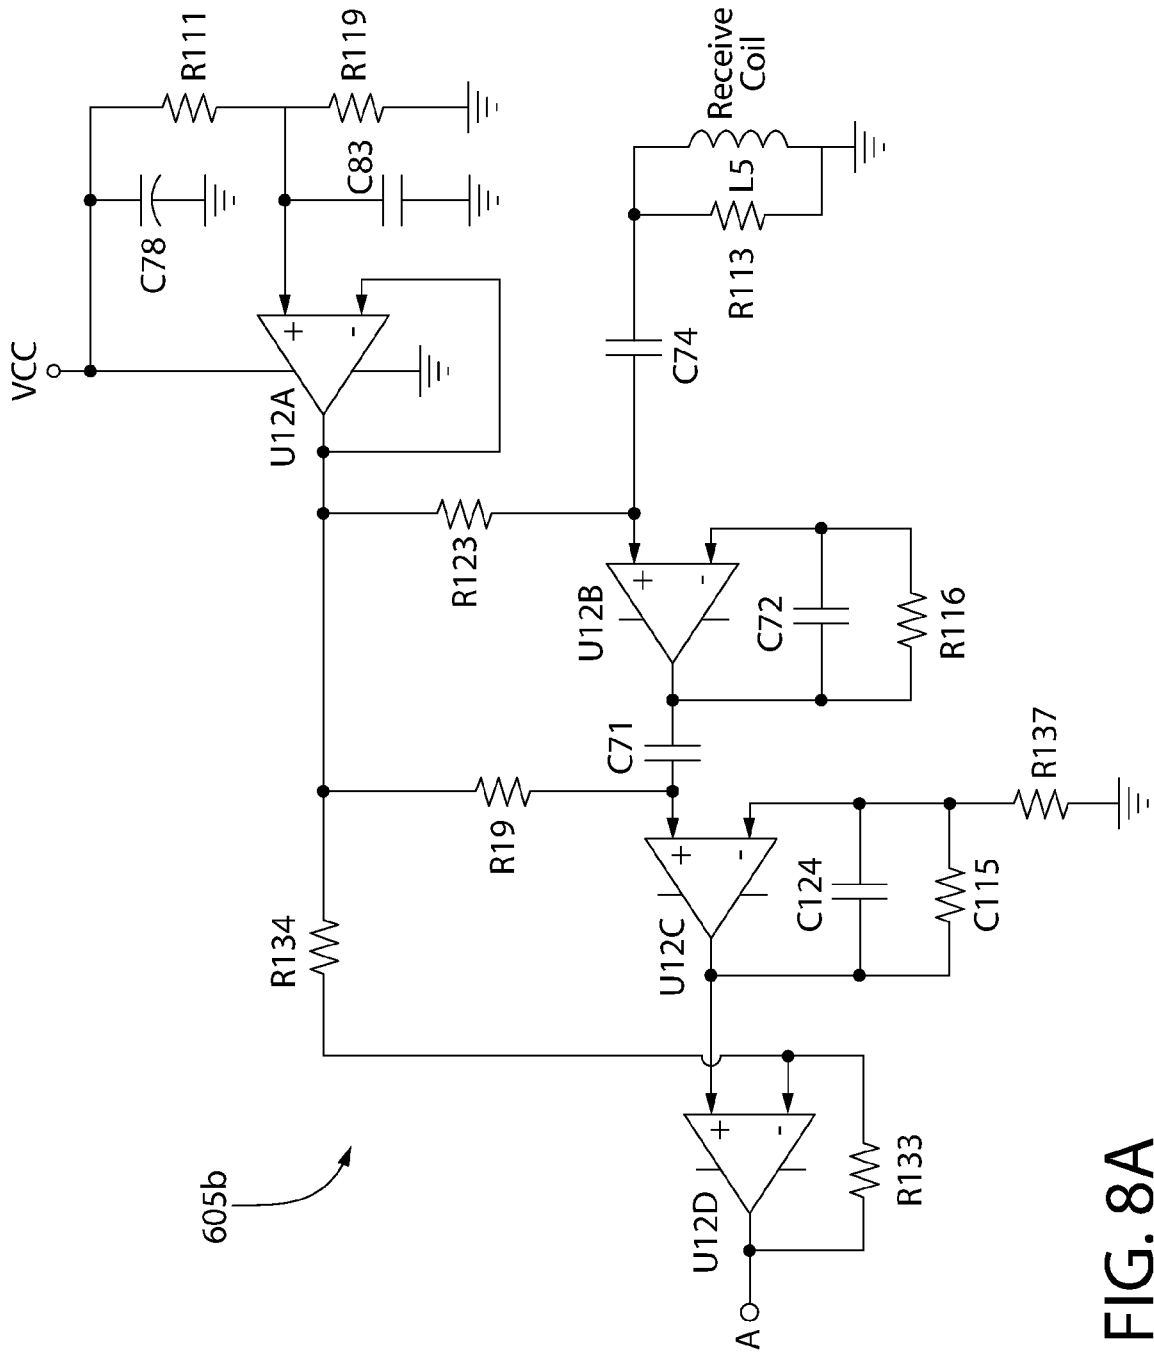 VCC
R111
R119
C78
C83
U12A
Receive
Coil
L5
R113
C74
R123
U12B
C72
R116
C71
R19
R137
U12C
C124
C115
R134
605b
U12D
R133
A
+
-
+
-
+
-
+
-
FIG. 8A